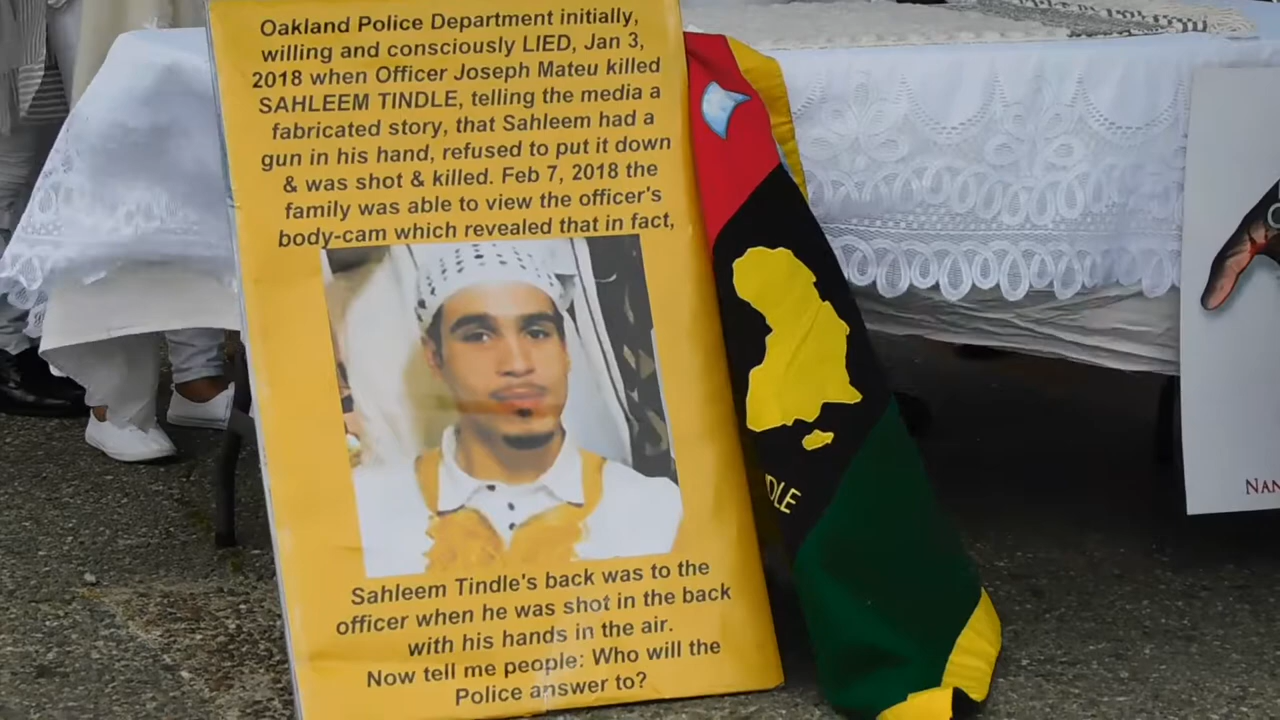 Oakland Police Department initially,
willing and consciously LIED, Jan 3,
2018 when Officer Joseph Mateu killed
SAHLEEM TINDLE, telling the media a
fabricated story, that Sahleem had a
gun in his hand, refused to put it down
& was shot & killed. Feb 7, 2018 the
family was able to view the officer's
body-cam which revealed that in fact,
Sahleem Tindle's back was to the
officer when he was shot in the back
with his hands in the air.
Now tell me people: Who will the
Police answer to?
DLE
NAN